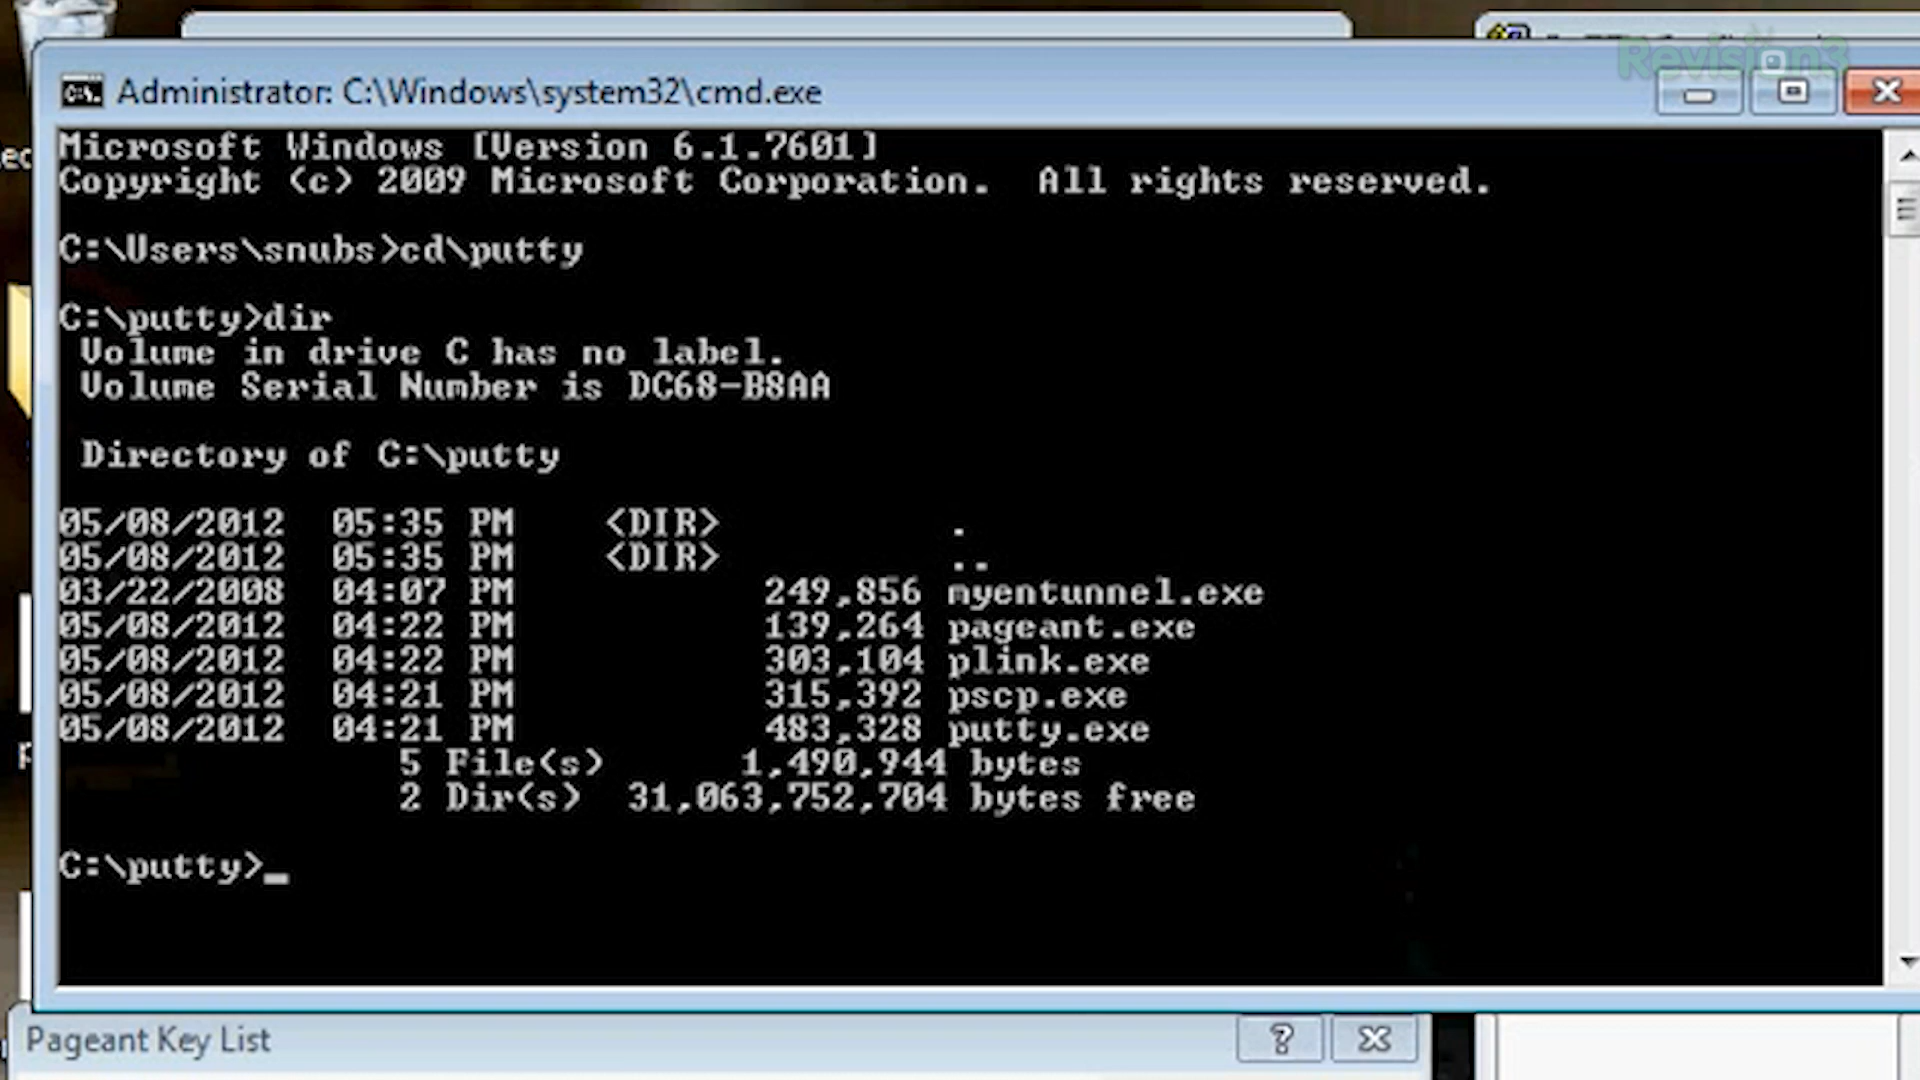 Revision3
Administrator: C:\Windows\system32\cmd.exe
Microsoft Windows [Version 6.1.7601]
Copyright (c) 2009 Microsoft Corporation.  All rights reserved.
C:\Users\snubs>cd\putty
C:\putty>dir
 Volume in drive C has no label.
 Volume Serial Number is DC68-B8AA
 Directory of C:\putty
05/08/2012  05:35 PM    <DIR>          .
05/08/2012  05:35 PM    <DIR>          ..
03/22/2008  04:07 PM           249,856 myentunnel.exe
05/08/2012  04:22 PM           139,264 pageant.exe
05/08/2012  04:22 PM           303,104 plink.exe
05/08/2012  04:21 PM           315,392 pscp.exe
05/08/2012  04:21 PM           483,328 putty.exe
               5 File(s)      1,490,944 bytes
               2 Dir(s)  31,063,752,704 bytes free
C:\putty>_
Pageant Key List